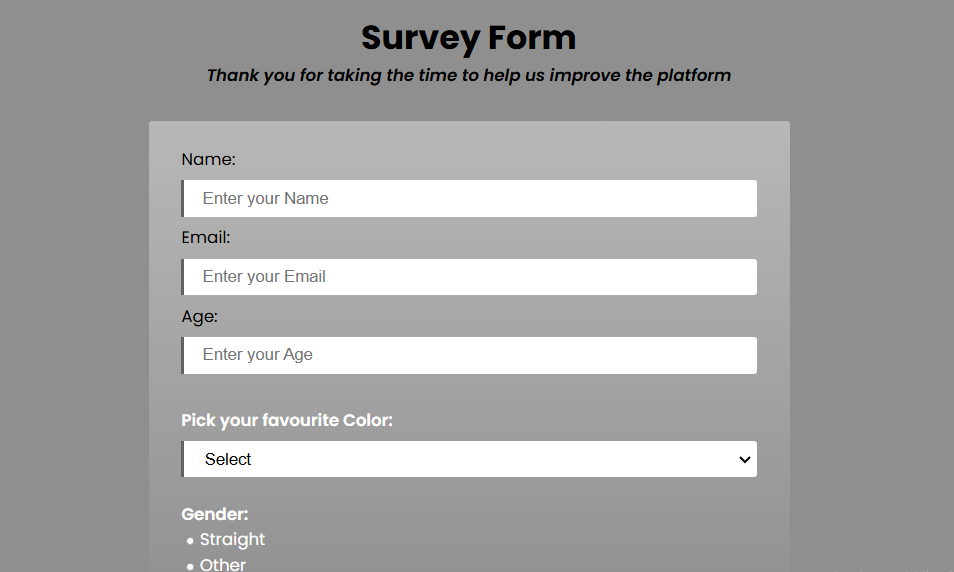 Survey Form
Thank you for taking the time to help us improve the platform
Name:
Enter your Name
Email:
Enter your Email
Age:
Enter your Age
Pick your favourite Color:
Select
Gender:
Straight
Other